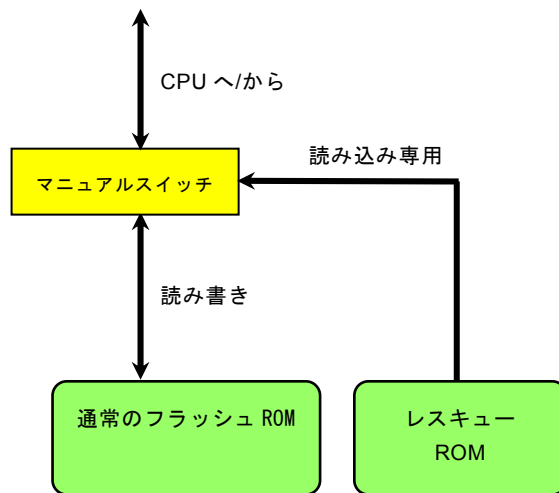 CPU へ/から
読み込み専用
マニュアルスイッチ
読み書き
通常のフラッシュ ROM
レスキュー
ROM